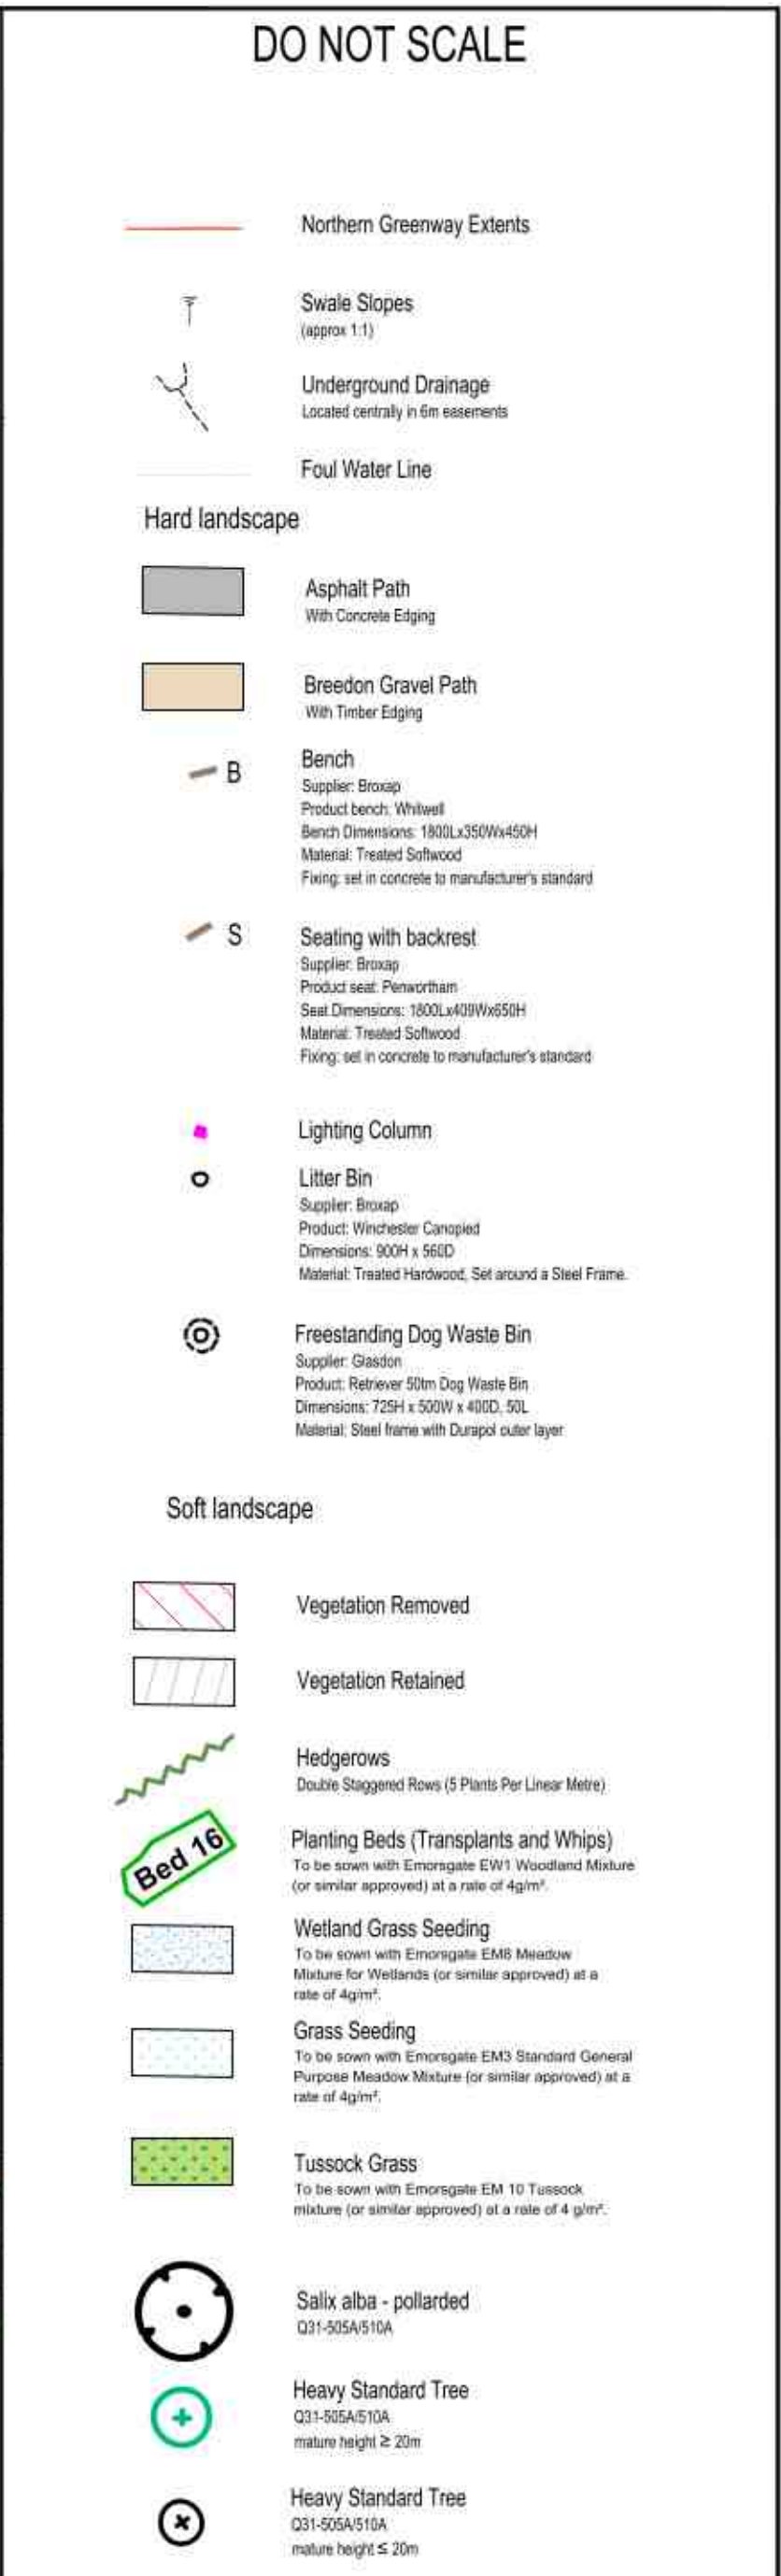 DO NOT SCALE
Northern Greenway Extents
Swale Slopes
(approx 1:1)
Underground Drainage
Located centrally in 6m easements
Foul Water Line
Hard landscape
Asphalt Path
With Concrete Edging
Breedon Gravel Path
With Timber Edging
B
Bench
Supplier: Broxap
Product bench: Whitwell
Bench Dimensions: 1800Lx350Wx450H
Material: Treated Softwood
Fixing: set in concrete to manufacturer's standard
S
Seating with backrest
Supplier: Broxap
Product seat: Penwortham
Seat Dimensions: 1800Lx409Wx650H
Material: Treated Softwood
Fixing: set in concrete to manufacturer's standard
Lighting Column
Litter Bin
Supplier: Broxap
Product: Winchester Canopied
Dimensions: 900H x 560D
Material: Treated Hardwood, Set around a Steel Frame.
Freestanding Dog Waste Bin
Supplier: Glasdon
Product: Retriever 50tm Dog Waste Bin
Dimensions: 725H x 500W x 400D, 50L
Material: Steel frame with Durapol outer layer
Soft landscape
Vegetation Removed
Vegetation Retained
Hedgerows
Double Staggered Rows (5 Plants Per Linear Metre)
Bed 16
Planting Beds (Transplants and Whips)
To be sown with Emorsgate EW1 Woodland Mixture
(or similar approved) at a rate of 4g/m².
Wetland Grass Seeding
To be sown with Emorsgate EM8 Meadow
Mixture for Wetlands (or similar approved) at a
rate of 4g/m².
Grass Seeding
To be sown with Emorsgate EM3 Standard General
Purpose Meadow Mixture (or similar approved) at a
rate of 4g/m².
Tussock Grass
To be sown with Emorsgate EM 10 Tussock
mixture (or similar approved) at a rate of 4 g/m².
Salix alba - pollarded
Q31-505A/510A
Heavy Standard Tree
Q31-505A/510A
mature height ≥ 20m
Heavy Standard Tree
Q31-505A/510A
mature height ≤ 20m